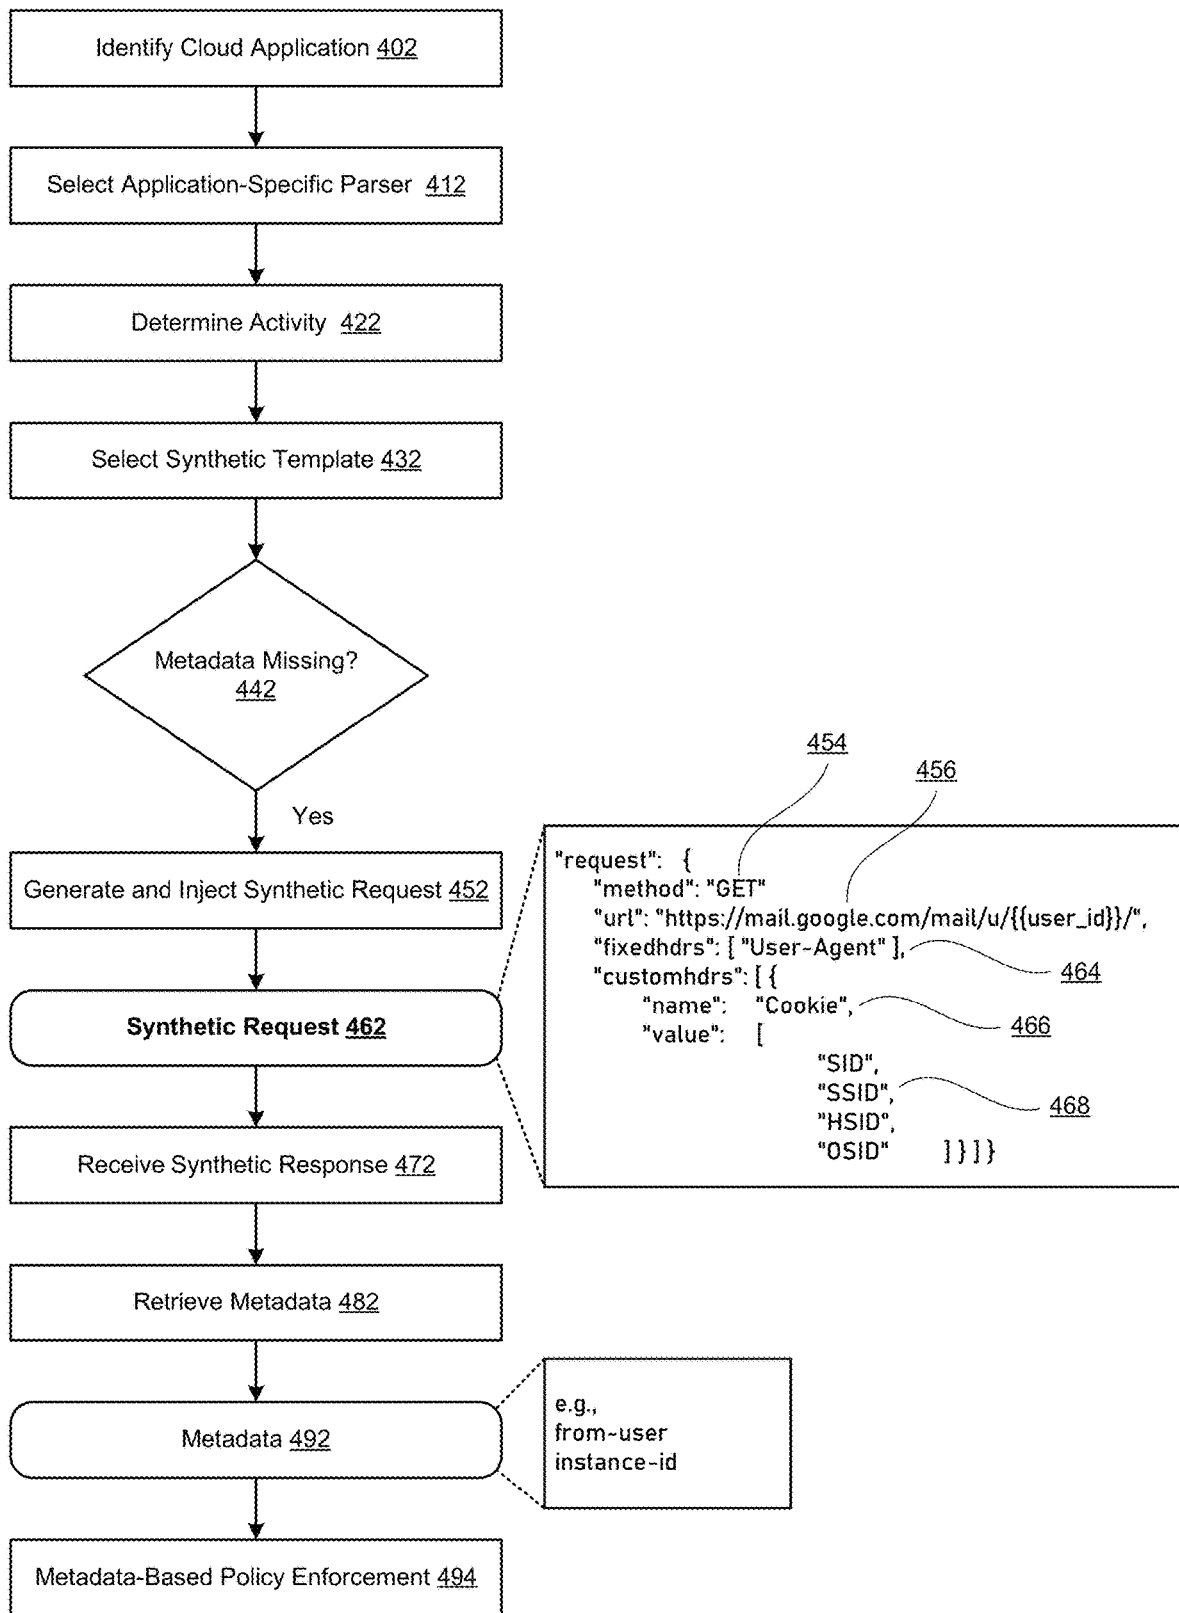 Identify Cloud Application 402
Select Application-Specific Parser 412
Determine Activity 422
Select Synthetic Template 432
Metadata Missing?
442
Yes
Generate and Inject Synthetic Request 452
Synthetic Request 462
454
456
"request": {
"method": "GET"
"url": "https://mail.google.com/mail/u/{{user_id}}/",
"fixedhdrs": [ "User-Agent" ],
464
"customhdrs": [ {
"name": "Cookie",
466
"value": [
"SID",
"SSID",
468
"HSID",
"OSID" ] } ] }
Receive Synthetic Response 472
Retrieve Metadata 482
Metadata 492
e.g.,
from-user
instance-id
Metadata-Based Policy Enforcement 494